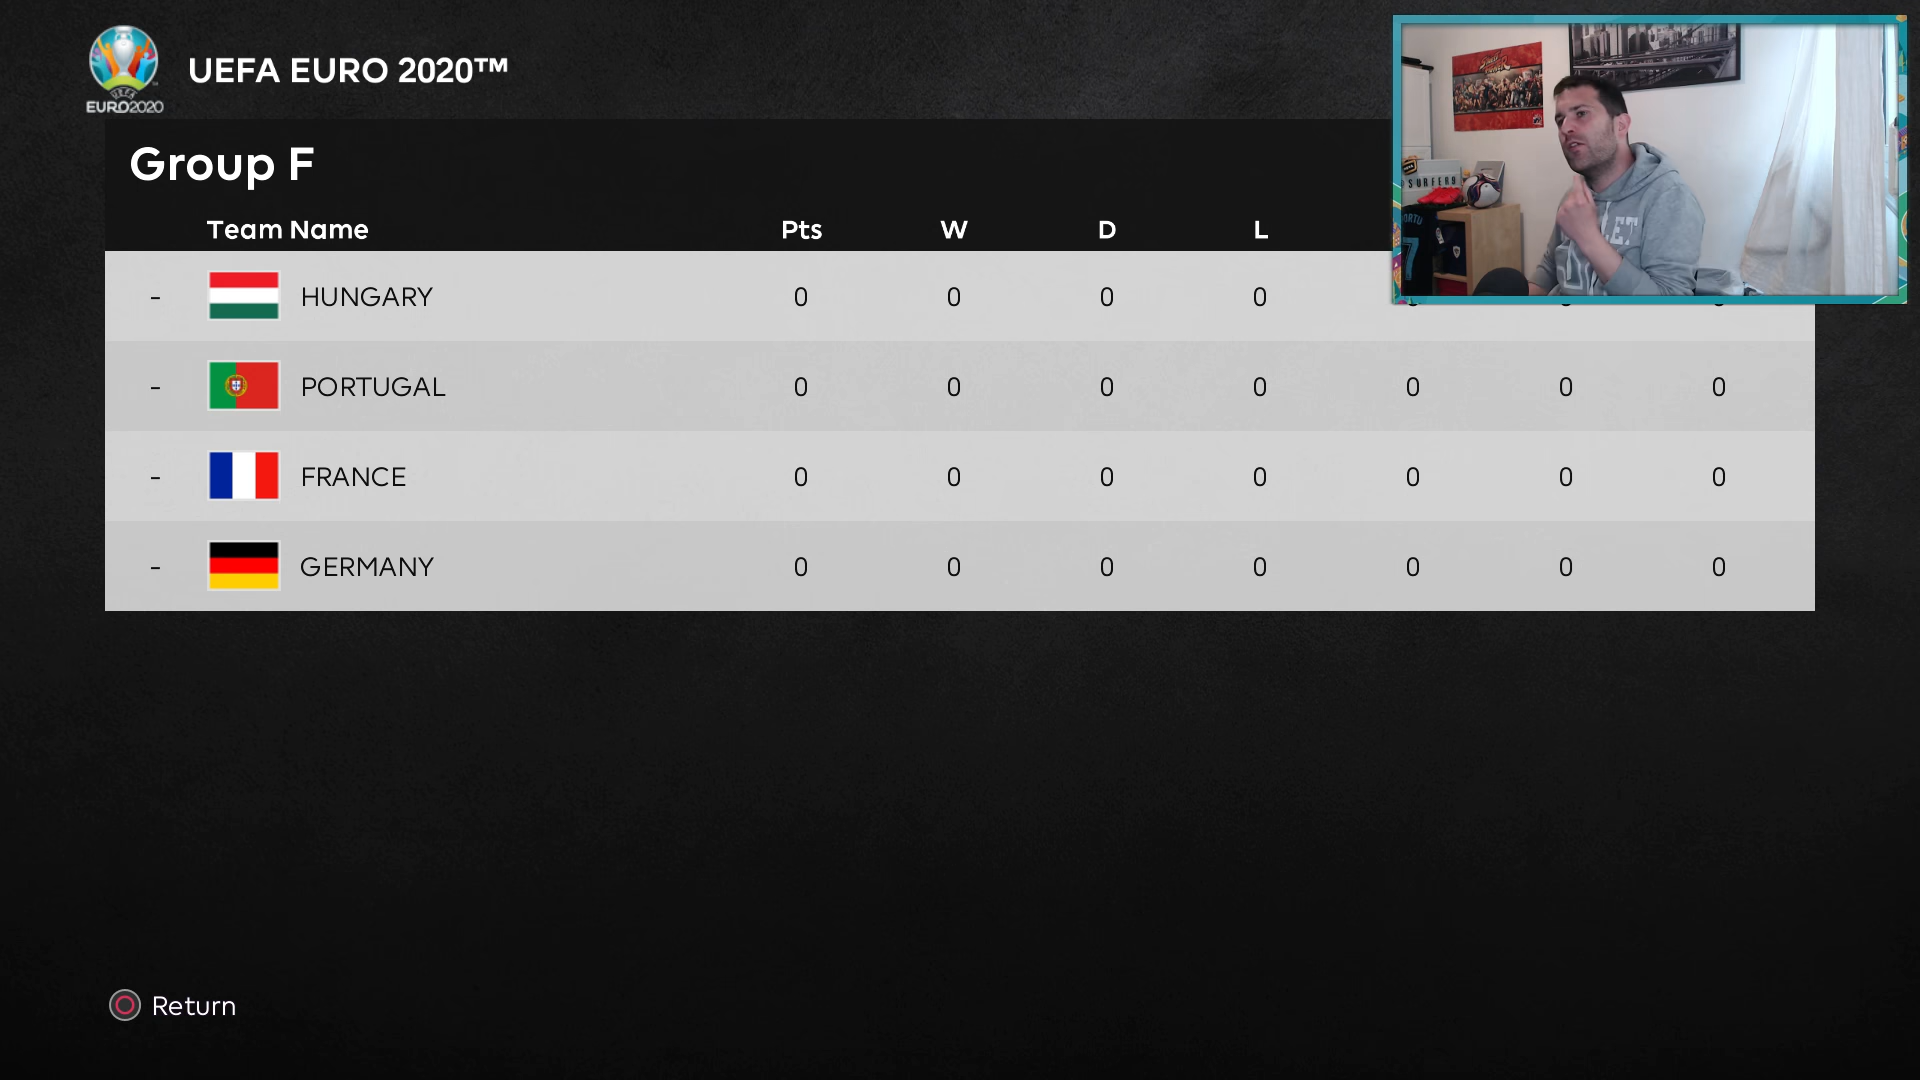 UEFA EURO 2020™
UEFA
EURO2020
Group F
Team Name Pts W D L
- HUNGARY 0 0 0 0
- PORTUGAL 0 0 0 0 0 0 0
- FRANCE 0 0 0 0 0 0 0
- GERMANY 0 0 0 0 0 0 0
Return
SURFER9